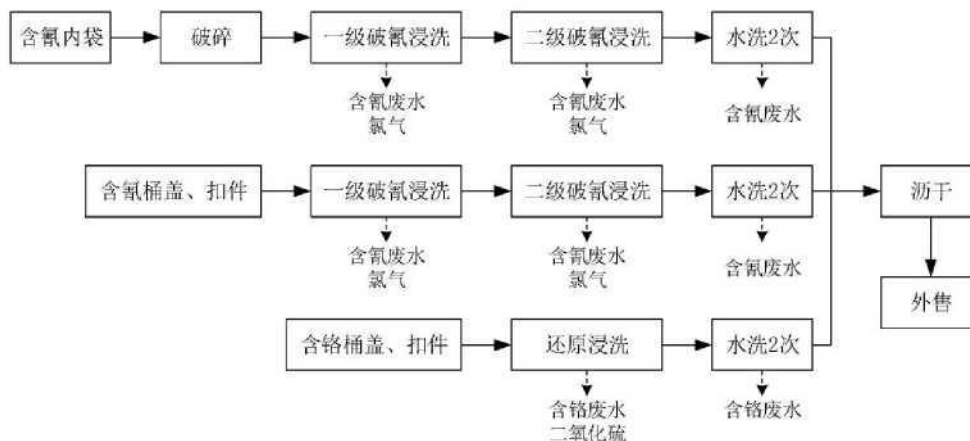 含氰内袋
破碎
一级破氰浸洗
二级破氰浸洗
水洗2次
含氰废水
氯气
含氰废水
氯气
含氰废水
含氰桶盖、扣件
一级破氰浸洗
二级破氰浸洗
水洗2次
沥干
含氰废水
氯气
含氰废水
氯气
含氰废水
外售
含铬桶盖、扣件
还原浸洗
水洗2次
含铬废水
二氧化硫
含铬废水